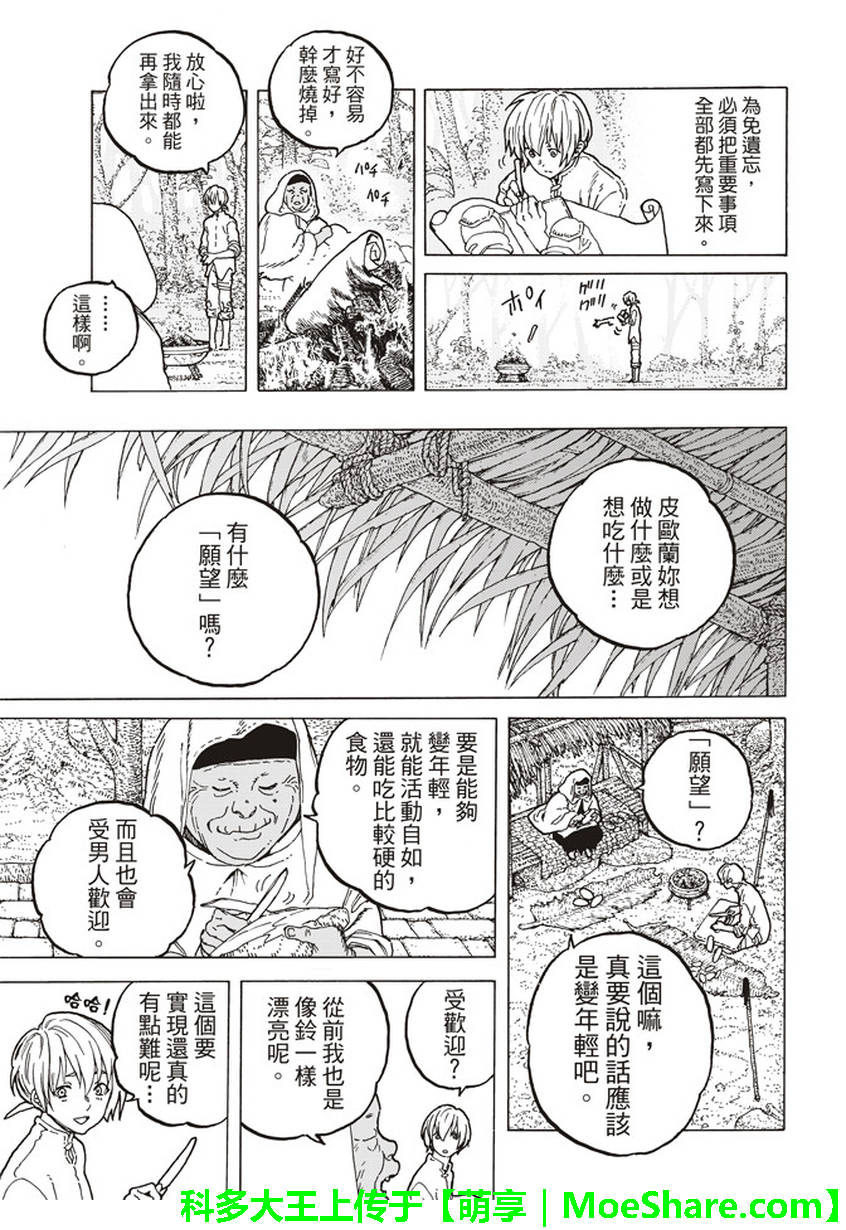 為免遺忘，
必須把重要事項
全部都先寫下來。
グリ
グリ
ポイ
好不容易
才寫好，
幹麼燒掉。
パチ
パチ
放心啦，
我隨時都能
再拿出來。
……
這樣啊。
皮歐蘭妳想
做什麼或是
想吃什麼…
有什麼
「願望」嗎？
「願望」？
這個嘛，
真要說的話應該
是變年輕吧。
要是能夠
變年輕，
就能活動自如，
還能吃比較硬的
食物。
而且也會
受男人歡迎。
受歡迎？
從前我也是
像鈴一樣
漂亮呢。
這個要
實現還真的
有點難呢…
哈哈！
科多大王上传于【萌享｜MoeShare.com】